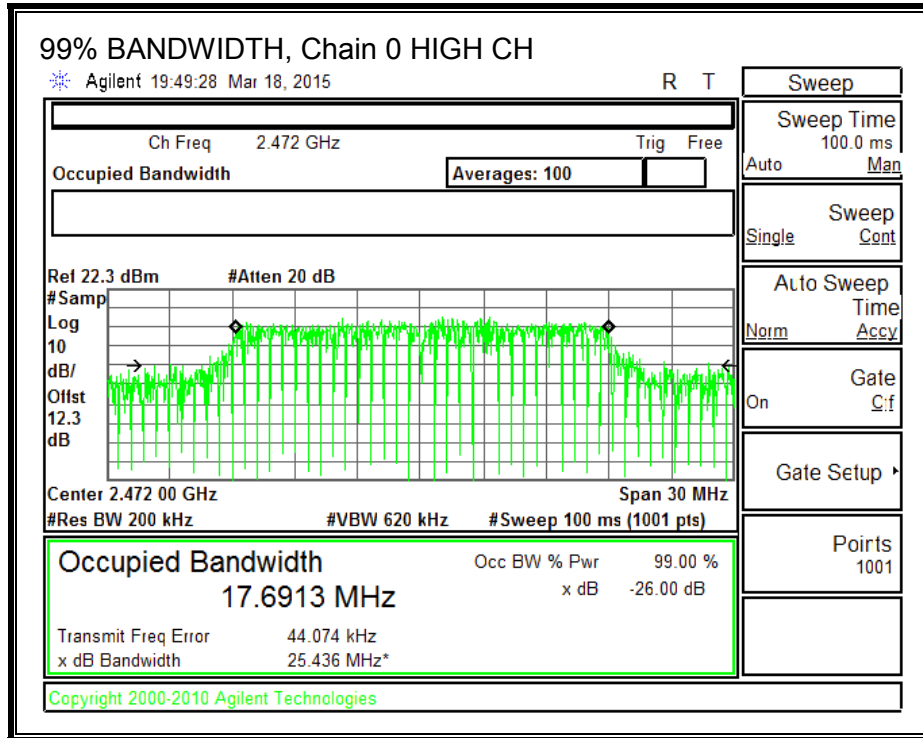 99% BANDWIDTH, Chain 0 HIGH CH
Agilent 19:49:28 Mar 18, 2015 R T
Ch Freq 2.472 GHz Trig Free
Occupied Bandwidth Averages: 100
Ref 22.3 dBm #Atten 20 dB
#Samp
Log
10
dB/
Offst
12.3
dB
Center 2.472 00 GHz Span 30 MHz
#Res BW 200 kHz #VBW 620 kHz #Sweep 100 ms (1001 pts)
Occupied Bandwidth Occ BW % Pwr 99.00 %
17.6913 MHz x dB -26.00 dB
Transmit Freq Error 44.074 kHz
x dB Bandwidth 25.436 MHz*
Copyright 2000-2010 Agilent Technologies
Sweep
Sweep Time
100.0 ms
Auto Man
Sweep
Single Cont
Auto Sweep
Time
Norm Accy
Gate
On Off
Gate Setup
Points
1001